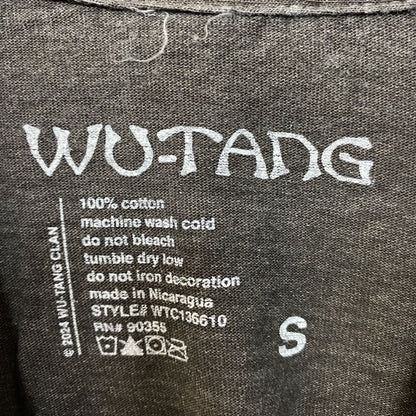 WU-TANG
© 2024 WU-TANG CLAN
100% cotton
machine wash cold
do not bleach
tumble dry low
do not iron decoration
made in Nicaragua
STYLE# WTC136610
RN# 90355
S